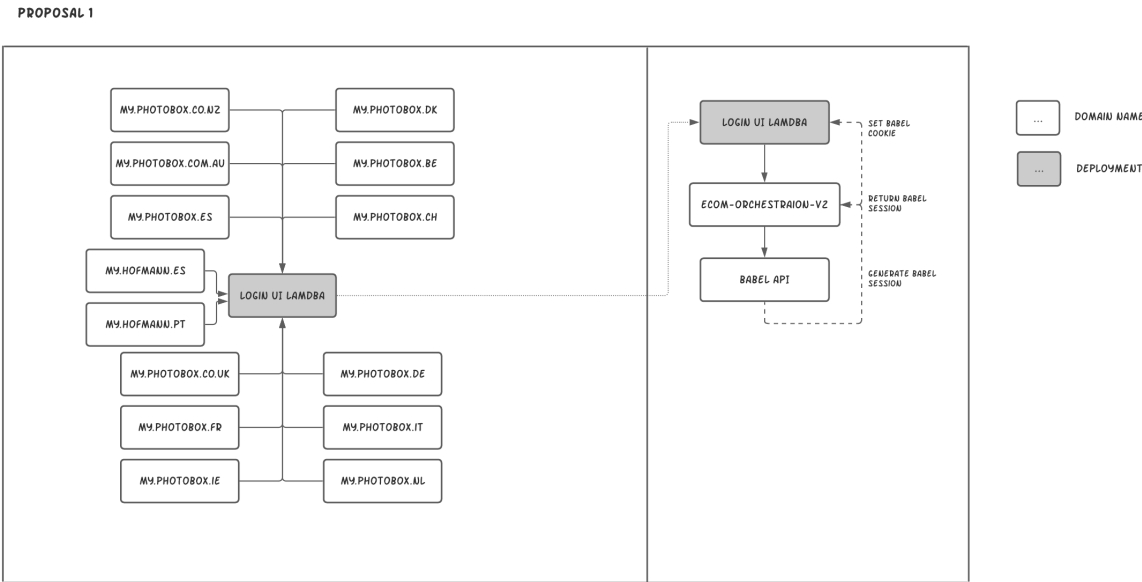 PROPOSAL 1
MY.PHOTOBOX.CO.NZ
MY.PHOTOBOX.DK
MY.PHOTOBOX.COM.AU
MY.PHOTOBOX.BE
MY.PHOTOBOX.ES
MY.PHOTOBOX.CH
MY.HOFMANN.ES
LOGIN UI LAMDBA
MY.HOFMANN.PT
MY.PHOTOBOX.CO.UK
MY.PHOTOBOX.DE
MY.PHOTOBOX.FR
MY.PHOTOBOX.IT
MY.PHOTOBOX.IE
MY.PHOTOBOX.NL
LOGIN UI LAMDBA
SET BABEL
COOKIE
ECOM-ORCHESTRAION-V2
RETURN BABEL
SESSION
BABEL API
GENERATE BABEL
SESSION
...
DOMAIN NAME
...
DEPLOYMENT